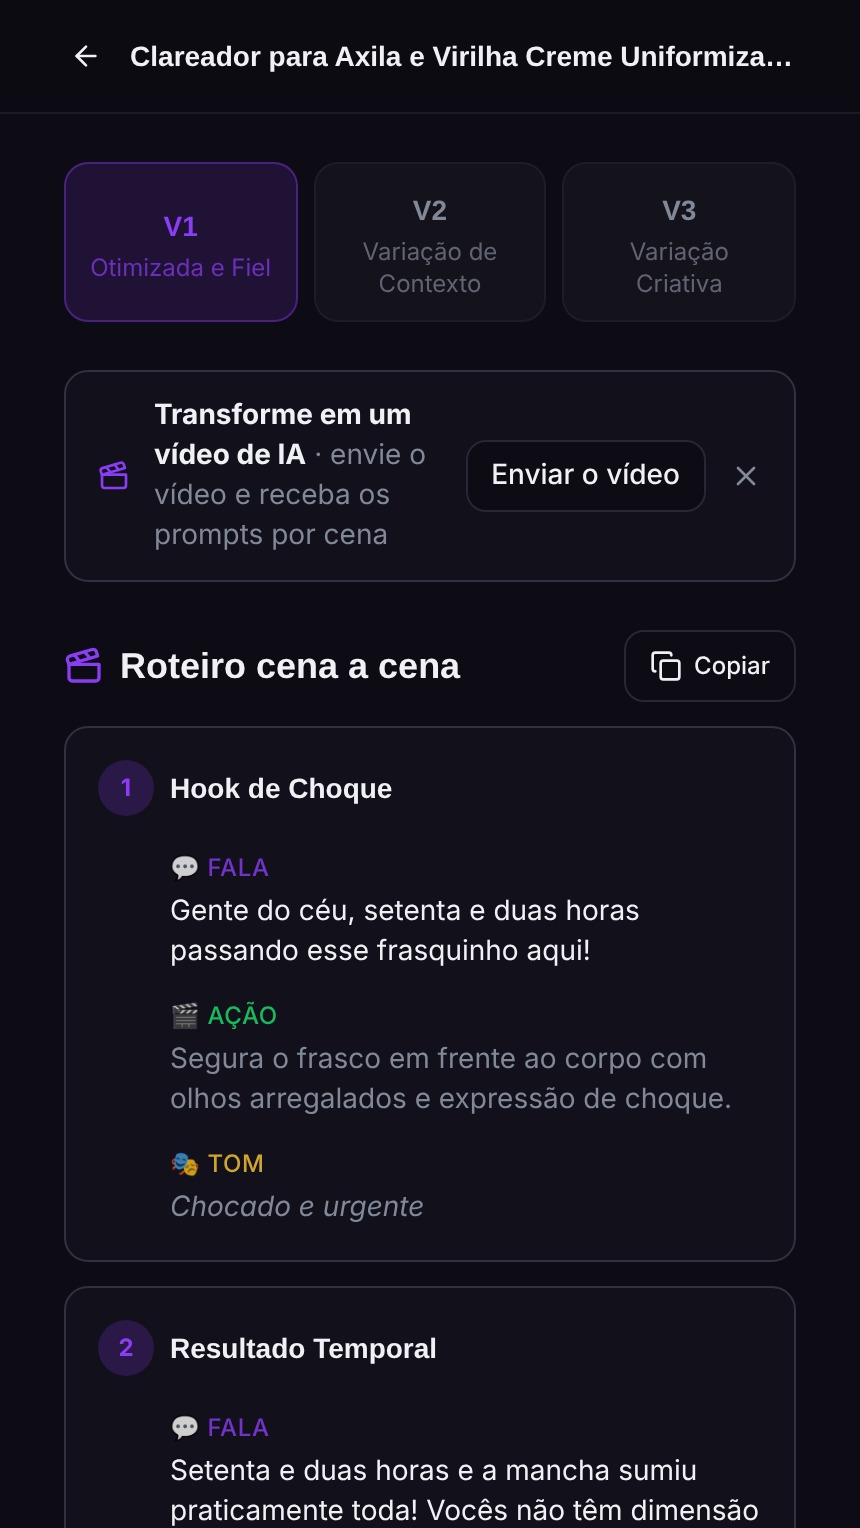 Clareador para Axila e Virilha Creme Uniformiza...
V1
Otimizada e Fiel
V2
Variação de
Contexto
V3
Variação
Criativa
Transforme em um
vídeo de IA · envie o
vídeo e receba os
prompts por cena
Enviar o vídeo
Roteiro cena a cena
Copiar
1
Hook de Choque
💬 FALA
Gente do céu, setenta e duas horas
passando esse frasquinho aqui!
🎬 AÇÃO
Segura o frasco em frente ao corpo com
olhos arregalados e expressão de choque.
🎭 TOM
Chocado e urgente
2
Resultado Temporal
💬 FALA
Setenta e duas horas e a mancha sumiu
praticamente toda! Vocês não têm dimensão